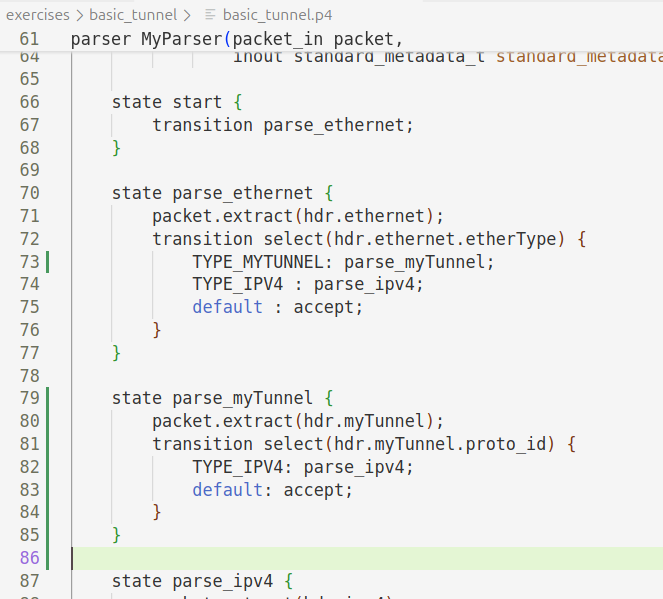 exercises > basic_tunnel > basic_tunnel.p4
61 parser MyParser(packet_in packet,
64 inout standard_metadata_t standard_metadata
65
66 state start {
67 transition parse_ethernet;
68 }
69
70 state parse_ethernet {
71 packet.extract(hdr.ethernet);
72 transition select(hdr.ethernet.etherType) {
73 TYPE_MYTUNNEL: parse_myTunnel;
74 TYPE_IPV4 : parse_ipv4;
75 default : accept;
76 }
77 }
78
79 state parse_myTunnel {
80 packet.extract(hdr.myTunnel);
81 transition select(hdr.myTunnel.proto_id) {
82 TYPE_IPV4: parse_ipv4;
83 default: accept;
84 }
85 }
86
87 state parse_ipv4 {